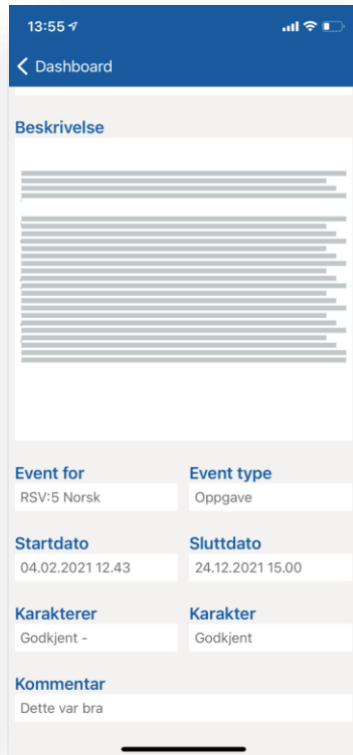 13:55
Dashboard
Beskrivelse
Event for Event type
RSV:5 Norsk Oppgave
Startdato Sluttdato
04.02.2021 12.43 24.12.2021 15.00
Karakterer Karakter
Godkjent - Godkjent
Kommentar
Dette var bra